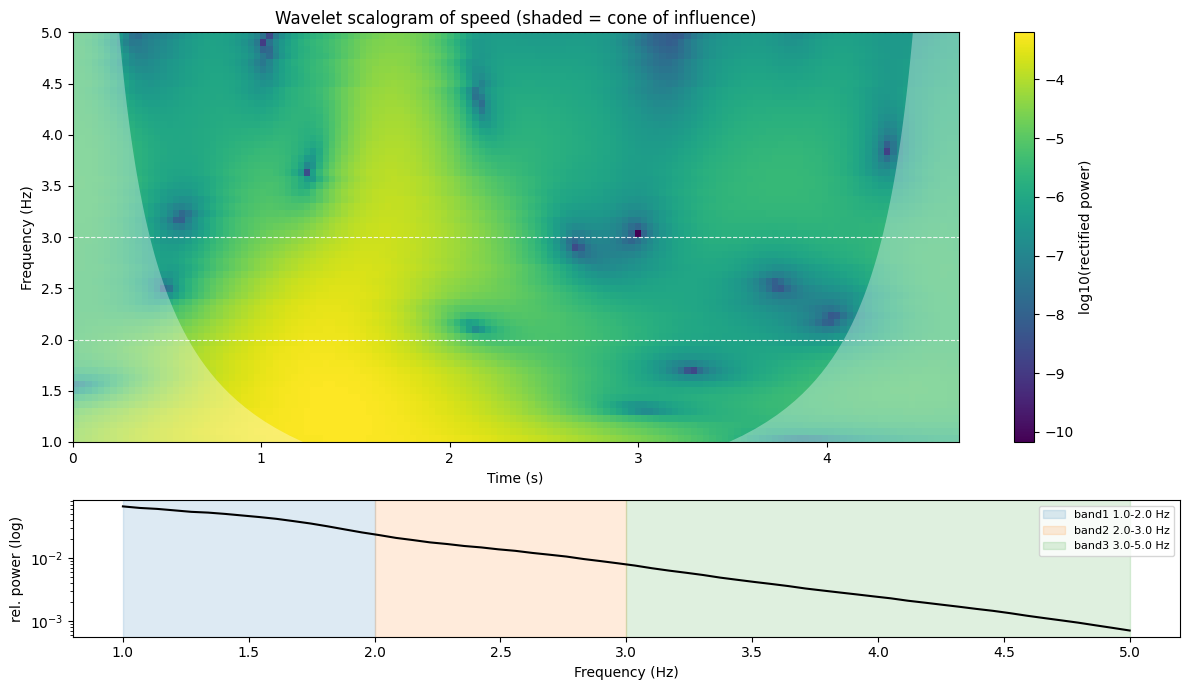 Wavelet scalogram of speed (shaded = cone of influence)
5.0
4.5
4.0
3.5
3.0
2.5
2.0
1.5
1.0
Frequency (Hz)
0 1 2 3 4
Time (s)
−4
−5
−6
−7
−8
−9
−10
log10(rectified power)
rel. power (log)
10⁻²
10⁻³
band1 1.0-2.0 Hz
band2 2.0-3.0 Hz
band3 3.0-5.0 Hz
1.0 1.5 2.0 2.5 3.0 3.5 4.0 4.5 5.0
Frequency (Hz)